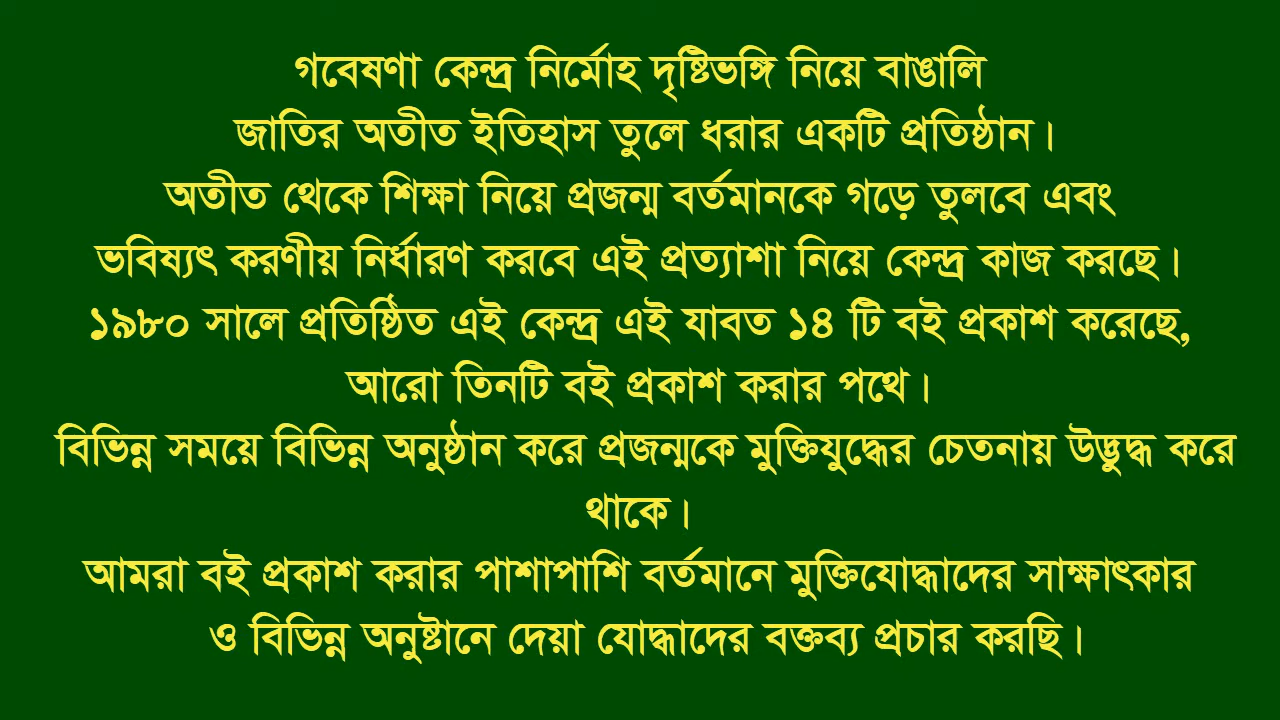 গবেষণা কেন্দ্র নির্মোহ দৃষ্টিভঙ্গি নিয়ে বাঙালি
জাতির অতীত ইতিহাস তুলে ধরার একটি প্রতিষ্ঠান।
অতীত থেকে শিক্ষা নিয়ে প্রজন্ম বর্তমানকে গড়ে তুলবে এবং
ভবিষ্যৎ করণীয় নির্ধারণ করবে এই প্রত্যাশা নিয়ে কেন্দ্র কাজ করছে।
১৯৮০ সালে প্রতিষ্ঠিত এই কেন্দ্র এই যাবত ১৪ টি বই প্রকাশ করেছে,
আরো তিনটি বই প্রকাশ করার পথে।
বিভিন্ন সময়ে বিভিন্ন অনুষ্ঠান করে প্রজন্মকে মুক্তিযুদ্ধের চেতনায় উদ্ভুদ্ধ করে
থাকে।
আমরা বই প্রকাশ করার পাশাপাশি বর্তমানে মুক্তিযোদ্ধাদের সাক্ষাৎকার
ও বিভিন্ন অনুষ্টানে দেয়া যোদ্ধাদের বক্তব্য প্রচার করছি।